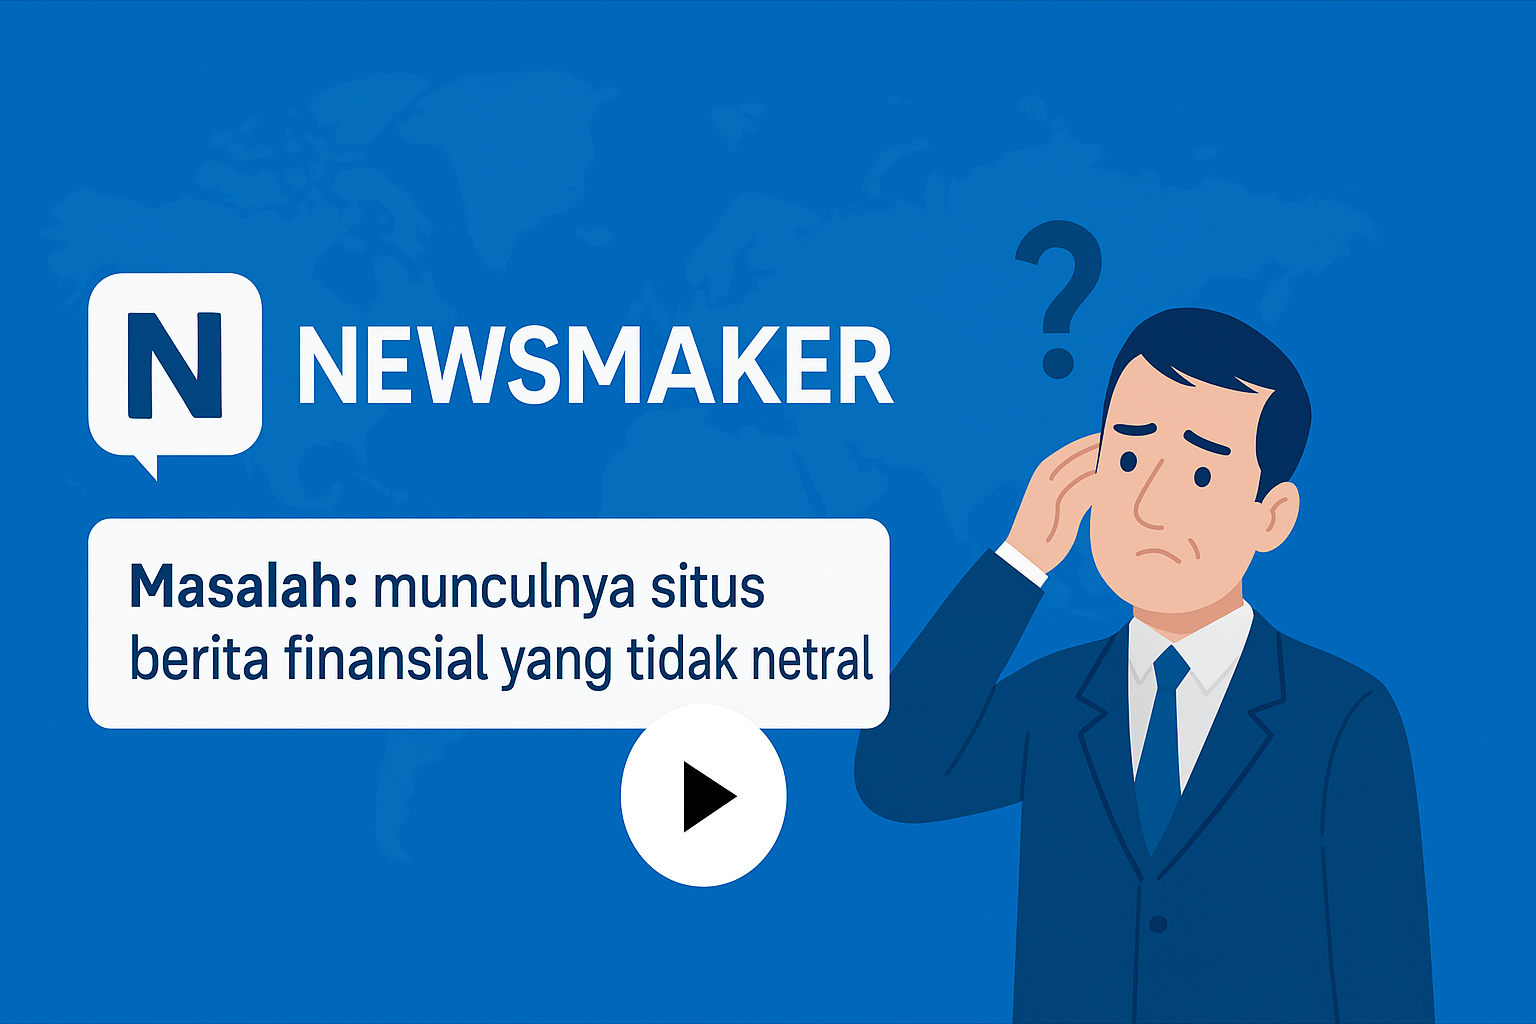 N
NEWSMAKER
?
Masalah: munculnya situs
berita finansial yang tidak netral